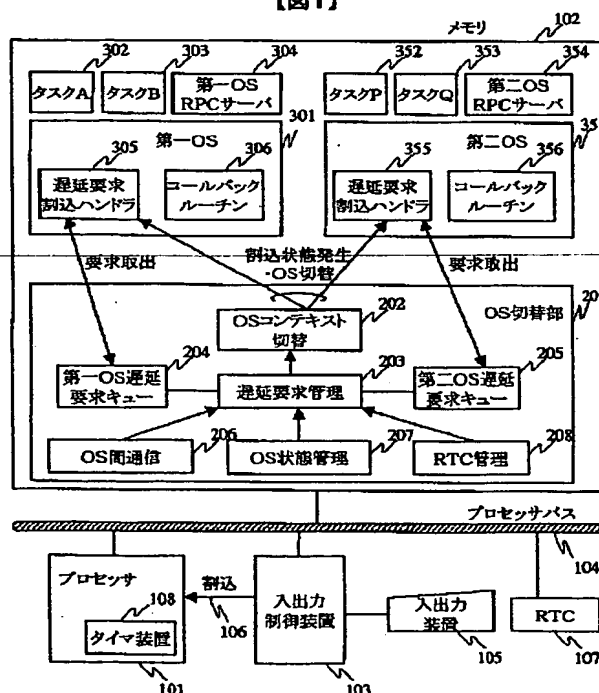 【図1】
メモリ
102
302
303
304
352
353
354
タスクA
タスクB
第一OS
RPCサーバ
タスクP
タスクQ
第二OS
RPCサーバ
301
第一OS
305
遅延要求
割込ハンドラ
306
コールバック
ルーチン
35
第二OS
355
遅延要求
割込ハンドラ
356
コールバック
ルーチン
要求取出
割込状態発生
・OS切替
要求取出
20
OS切替部
202
OSコンテキスト
切替
204
第一OS遅延
要求キュー
203
遅延要求管理
205
第二OS遅延
要求キュー
206
OS間通信
207
OS状態管理
208
RTC管理
プロセッサバス
104
プロセッサ
108
タイマ装置
101
割込
106
入出力
制御装置
103
入出力
装置
105
RTC
107